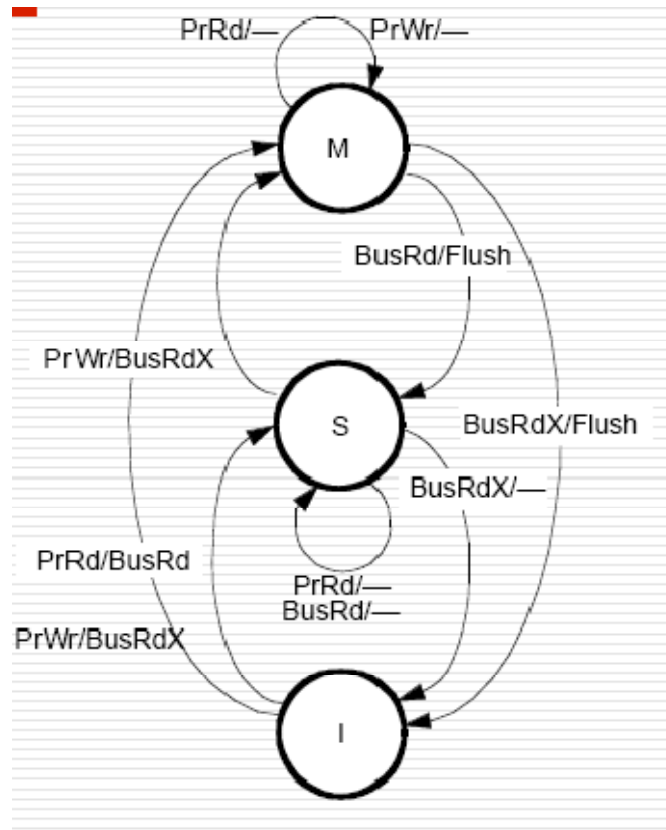 PrRd/— PrWr/—
M
BusRd/Flush
PrWr/BusRdX
S
BusRdX/Flush
BusRdX/—
PrRd/BusRd
PrRd/—
BusRd/—
PrWr/BusRdX
I